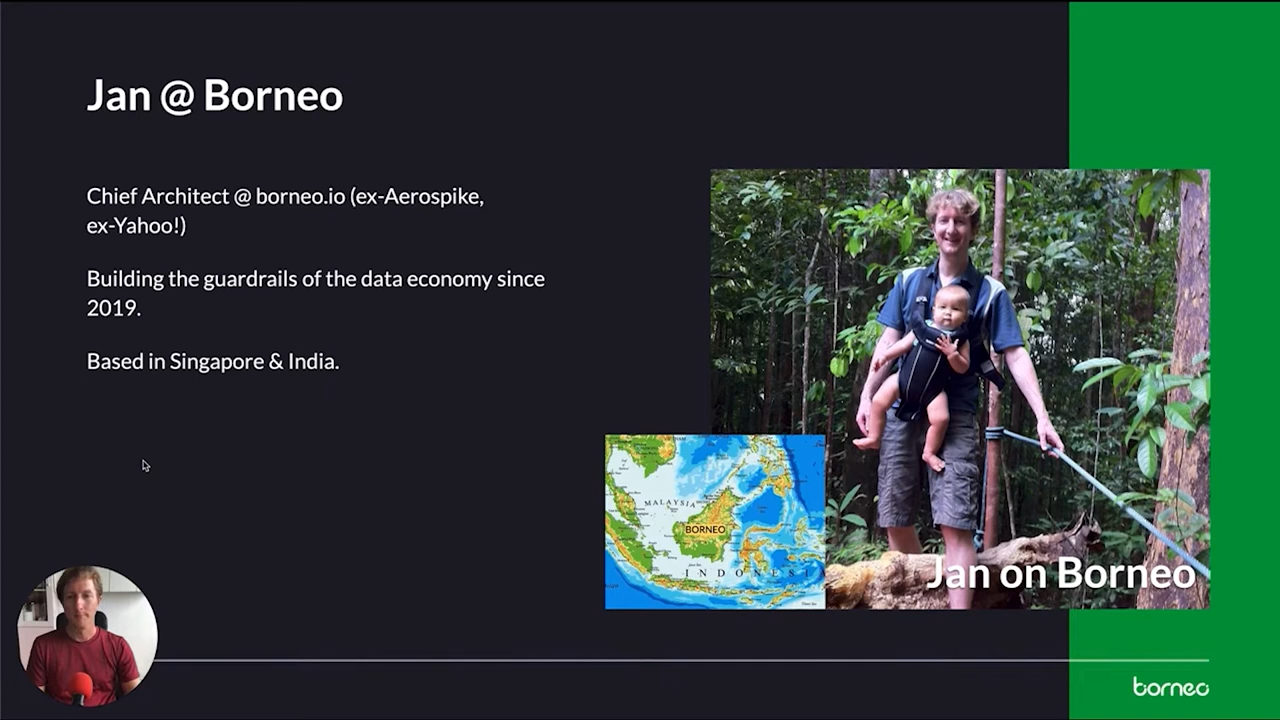 Jan @ Borneo
Chief Architect @ borneo.io (ex-Aerospike,
ex-Yahoo!)
Building the guardrails of the data economy since
2019.
Based in Singapore & India.
MALAYSIA
BORNEO
INDONESIA
Jan on Borneo
borneo